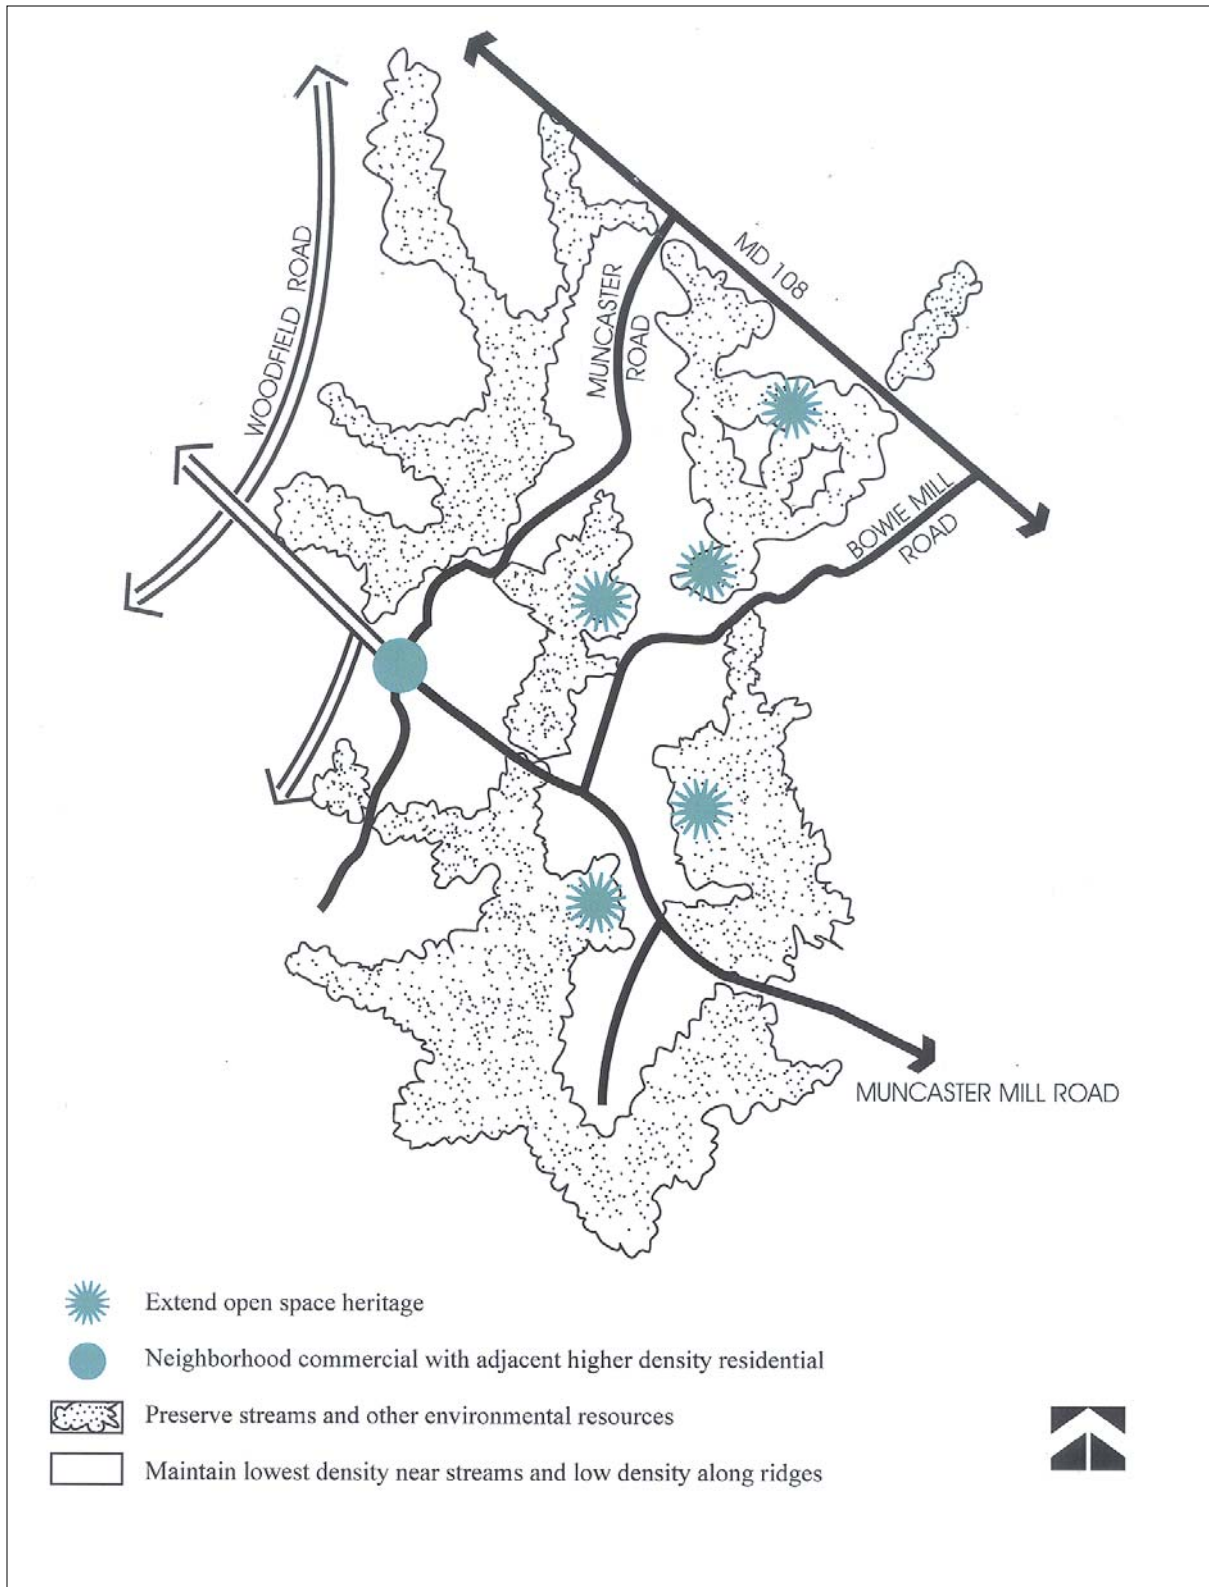 WOODFIELD ROAD
MUNCASTER
ROAD
MD 108
BOWIE MILL
ROAD
MUNCASTER MILL ROAD
Extend open space heritage
Neighborhood commercial with adjacent higher density residential
Preserve streams and other environmental resources
Maintain lowest density near streams and low density along ridges